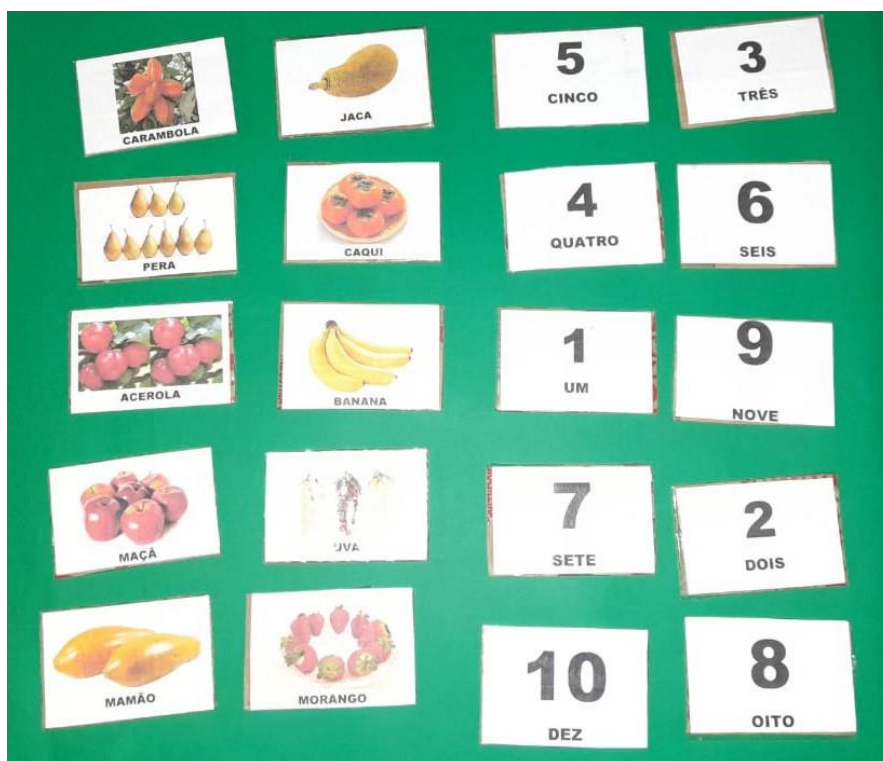 CARAMBOLA
JACA
5
CINCO
3
TRÊS
PERA
CAQUI
4
QUATRO
6
SEIS
ACEROLA
BANANA
1
UM
9
NOVE
MAÇÃ
UVA
7
SETE
2
DOIS
MAMÃO
MORANGO
10
DEZ
8
OITO